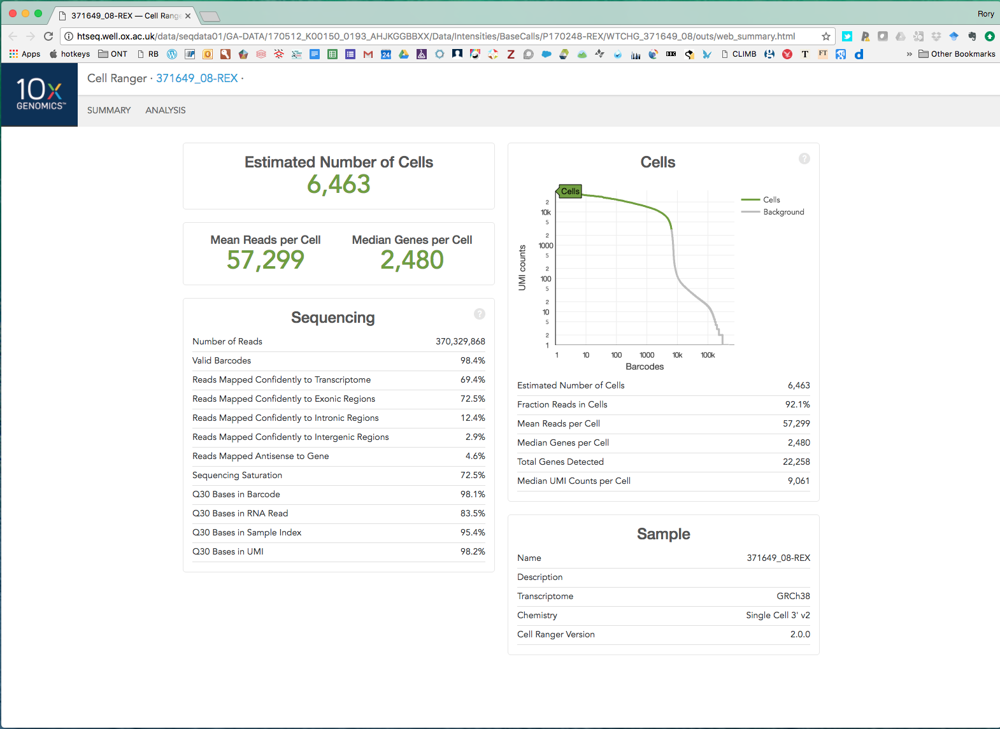 371649_08-REX — Cell Range
Rory
htseq.well.ox.ac.uk/data/seqdata01/GA-DATA/170512_K00150_0193_AHJKGGBBXX/Data/Intensities/BaseCalls/P170248-REX/WTCHG_371649_08/outs/web_summary.html
Apps hotkeys ONT RB 24 Z BBC CLIMB T FT d » Other Bookmarks
10x
GENOMICS™
Cell Ranger · 371649_08-REX ·
SUMMARY ANALYSIS
Estimated Number of Cells
6,463
Mean Reads per Cell
57,299
Median Genes per Cell
2,480
Sequencing
?
Number of Reads 370,329,868
Valid Barcodes 98.4%
Reads Mapped Confidently to Transcriptome 69.4%
Reads Mapped Confidently to Exonic Regions 72.5%
Reads Mapped Confidently to Intronic Regions 12.4%
Reads Mapped Confidently to Intergenic Regions 2.9%
Reads Mapped Antisense to Gene 4.6%
Sequencing Saturation 72.5%
Q30 Bases in Barcode 98.1%
Q30 Bases in RNA Read 83.5%
Q30 Bases in Sample Index 95.4%
Q30 Bases in UMI 98.2%
Cells
?
Cells
Cells
Background
UMI counts
2
10k
5
2
1000
5
2
100
5
2
10
5
2
1
1 10 100 1000 10k 100k
Barcodes
Estimated Number of Cells 6,463
Fraction Reads in Cells 92.1%
Mean Reads per Cell 57,299
Median Genes per Cell 2,480
Total Genes Detected 22,258
Median UMI Counts per Cell 9,061
Sample
Name 371649_08-REX
Description
Transcriptome GRCh38
Chemistry Single Cell 3' v2
Cell Ranger Version 2.0.0